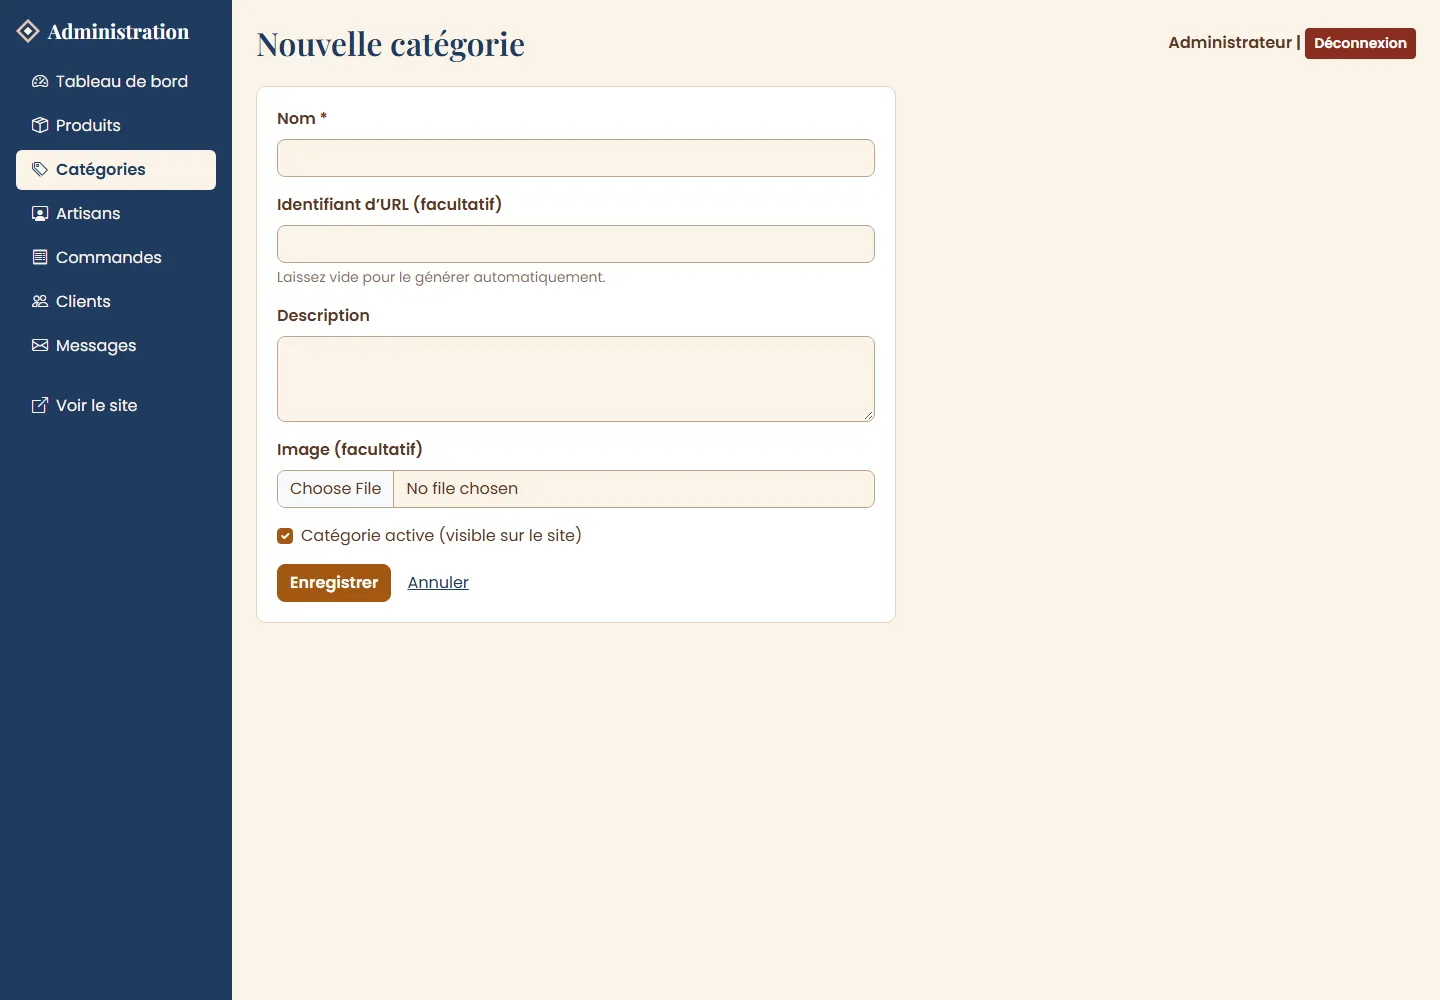 Administration
Tableau de bord
Produits
Catégories
Artisans
Commandes
Clients
Messages
Voir le site
Nouvelle catégorie
Administrateur | Déconnexion
Nom *
Identifiant d’URL (facultatif)
Laissez vide pour le générer automatiquement.
Description
Image (facultatif)
Choose File No file chosen
Catégorie active (visible sur le site)
Enregistrer Annuler